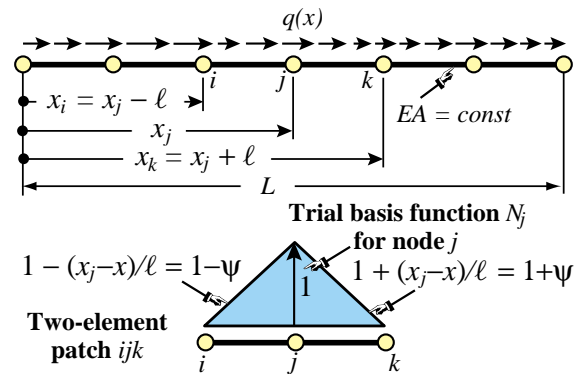 q(x)
i
j
k
x_i = x_j − ℓ
EA = const
x_j
x_k = x_j + ℓ
L
Trial basis function N_j
for node j
1 − (x_j−x)/ℓ = 1−ψ
1 + (x_j−x)/ℓ = 1+ψ
1
Two-element
patch ijk
i
j
k